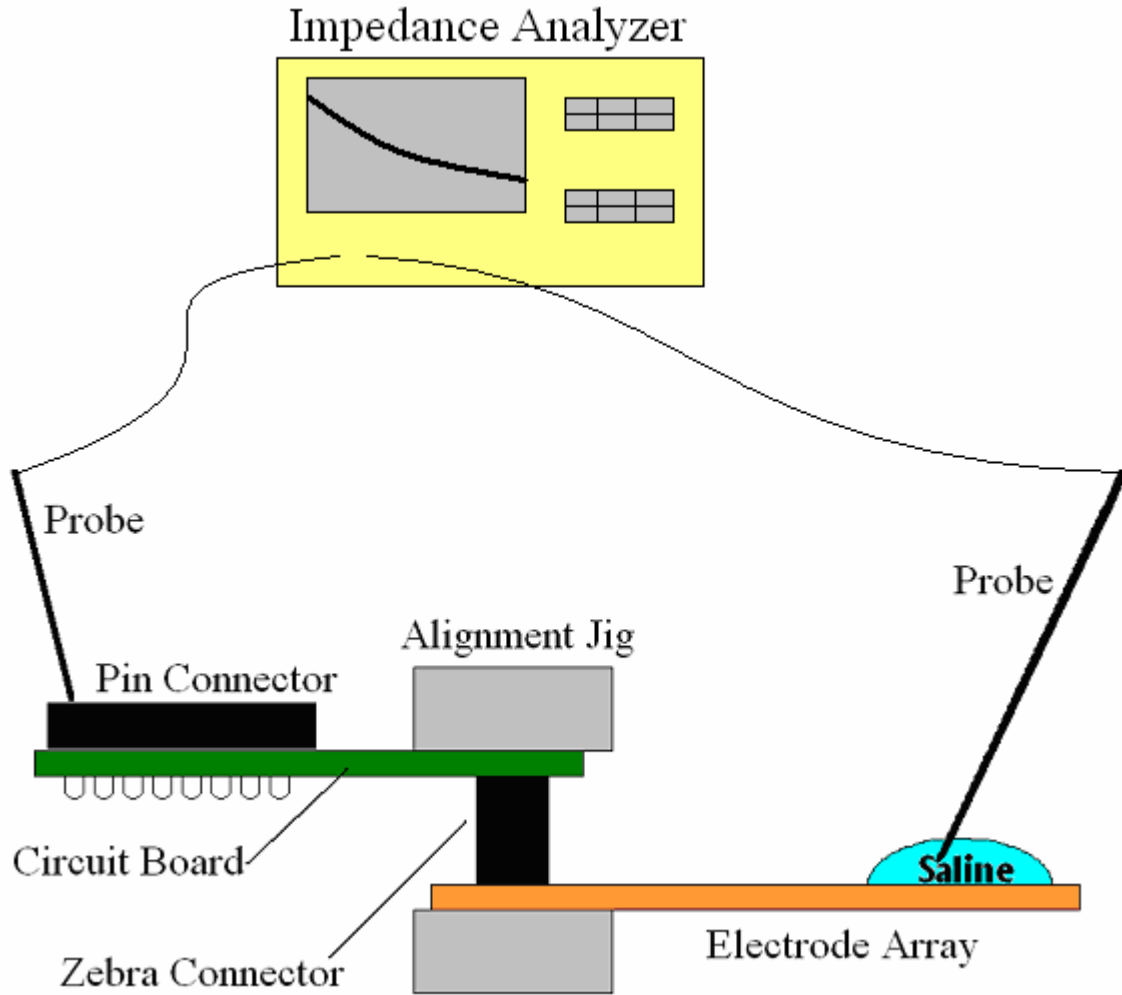 Impedance Analyzer
Probe
Probe
Alignment Jig
Pin Connector
Circuit Board
Saline
Electrode Array
Zebra Connector